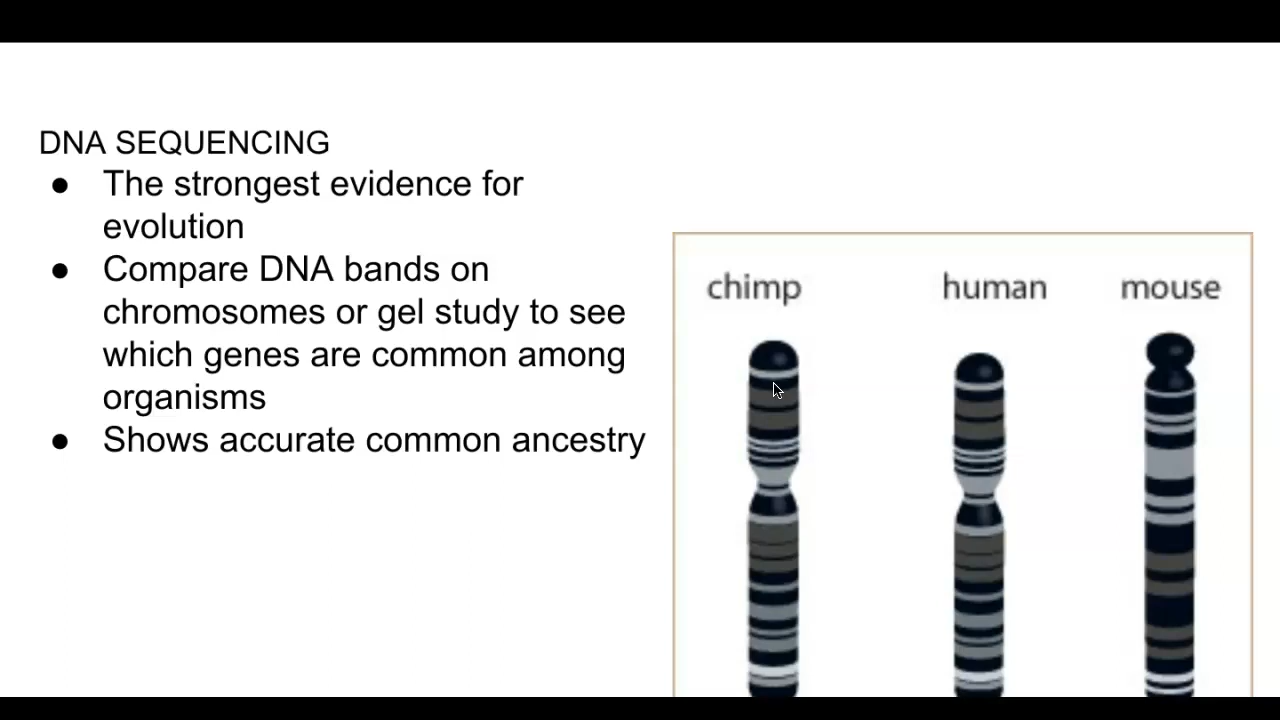 DNA SEQUENCING
● The strongest evidence for
evolution
● Compare DNA bands on
chromosomes or gel study to see
which genes are common among
organisms
● Shows accurate common ancestry
chimp human mouse